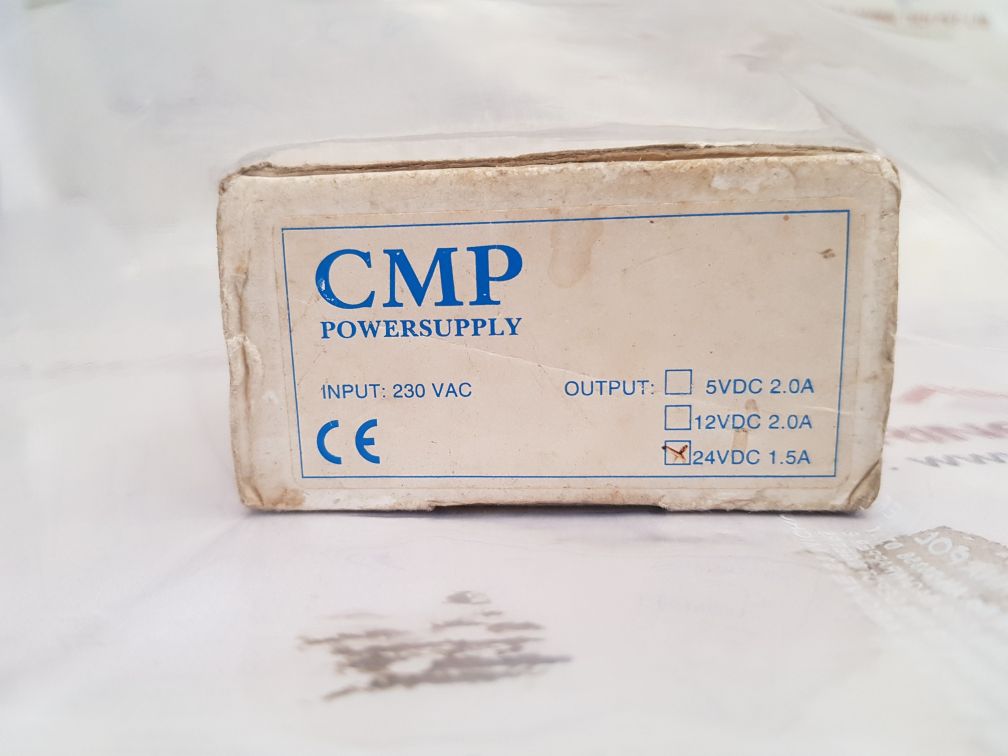 CMP
POWERSUPPLY
INPUT: 230 VAC
OUTPUT: 5VDC 2.0A
12VDC 2.0A
24VDC 1.5A
CE